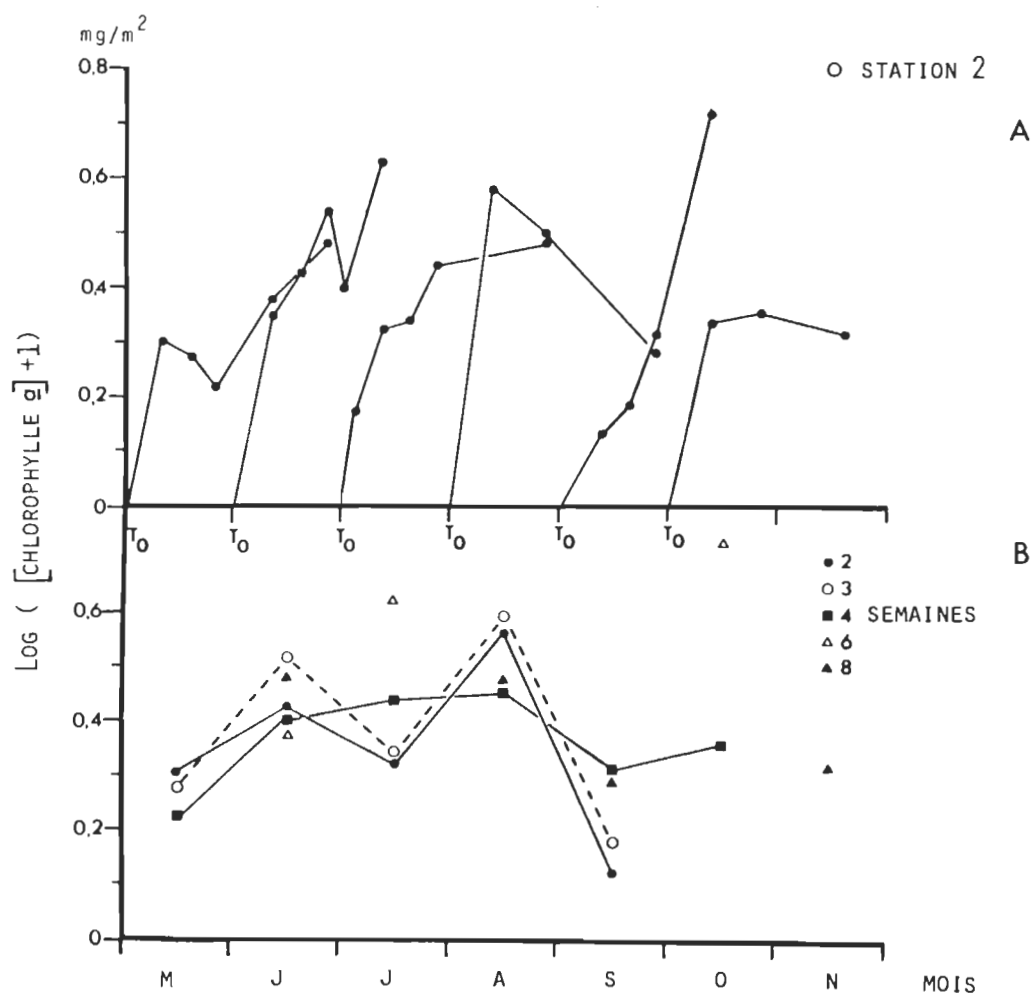 mg/m²
0.8
0,6
0,4
0,2
0
○ STATION 2
A
LOG ( [CHLOROPHYLLE a] +1)
T0 T0 T0 T0 T0 T0
B
● 2
○ 3
■ 4 SEMAINES
△ 6
▲ 8
0,6
0,4
0,2
0
M J J A S O N MOIS